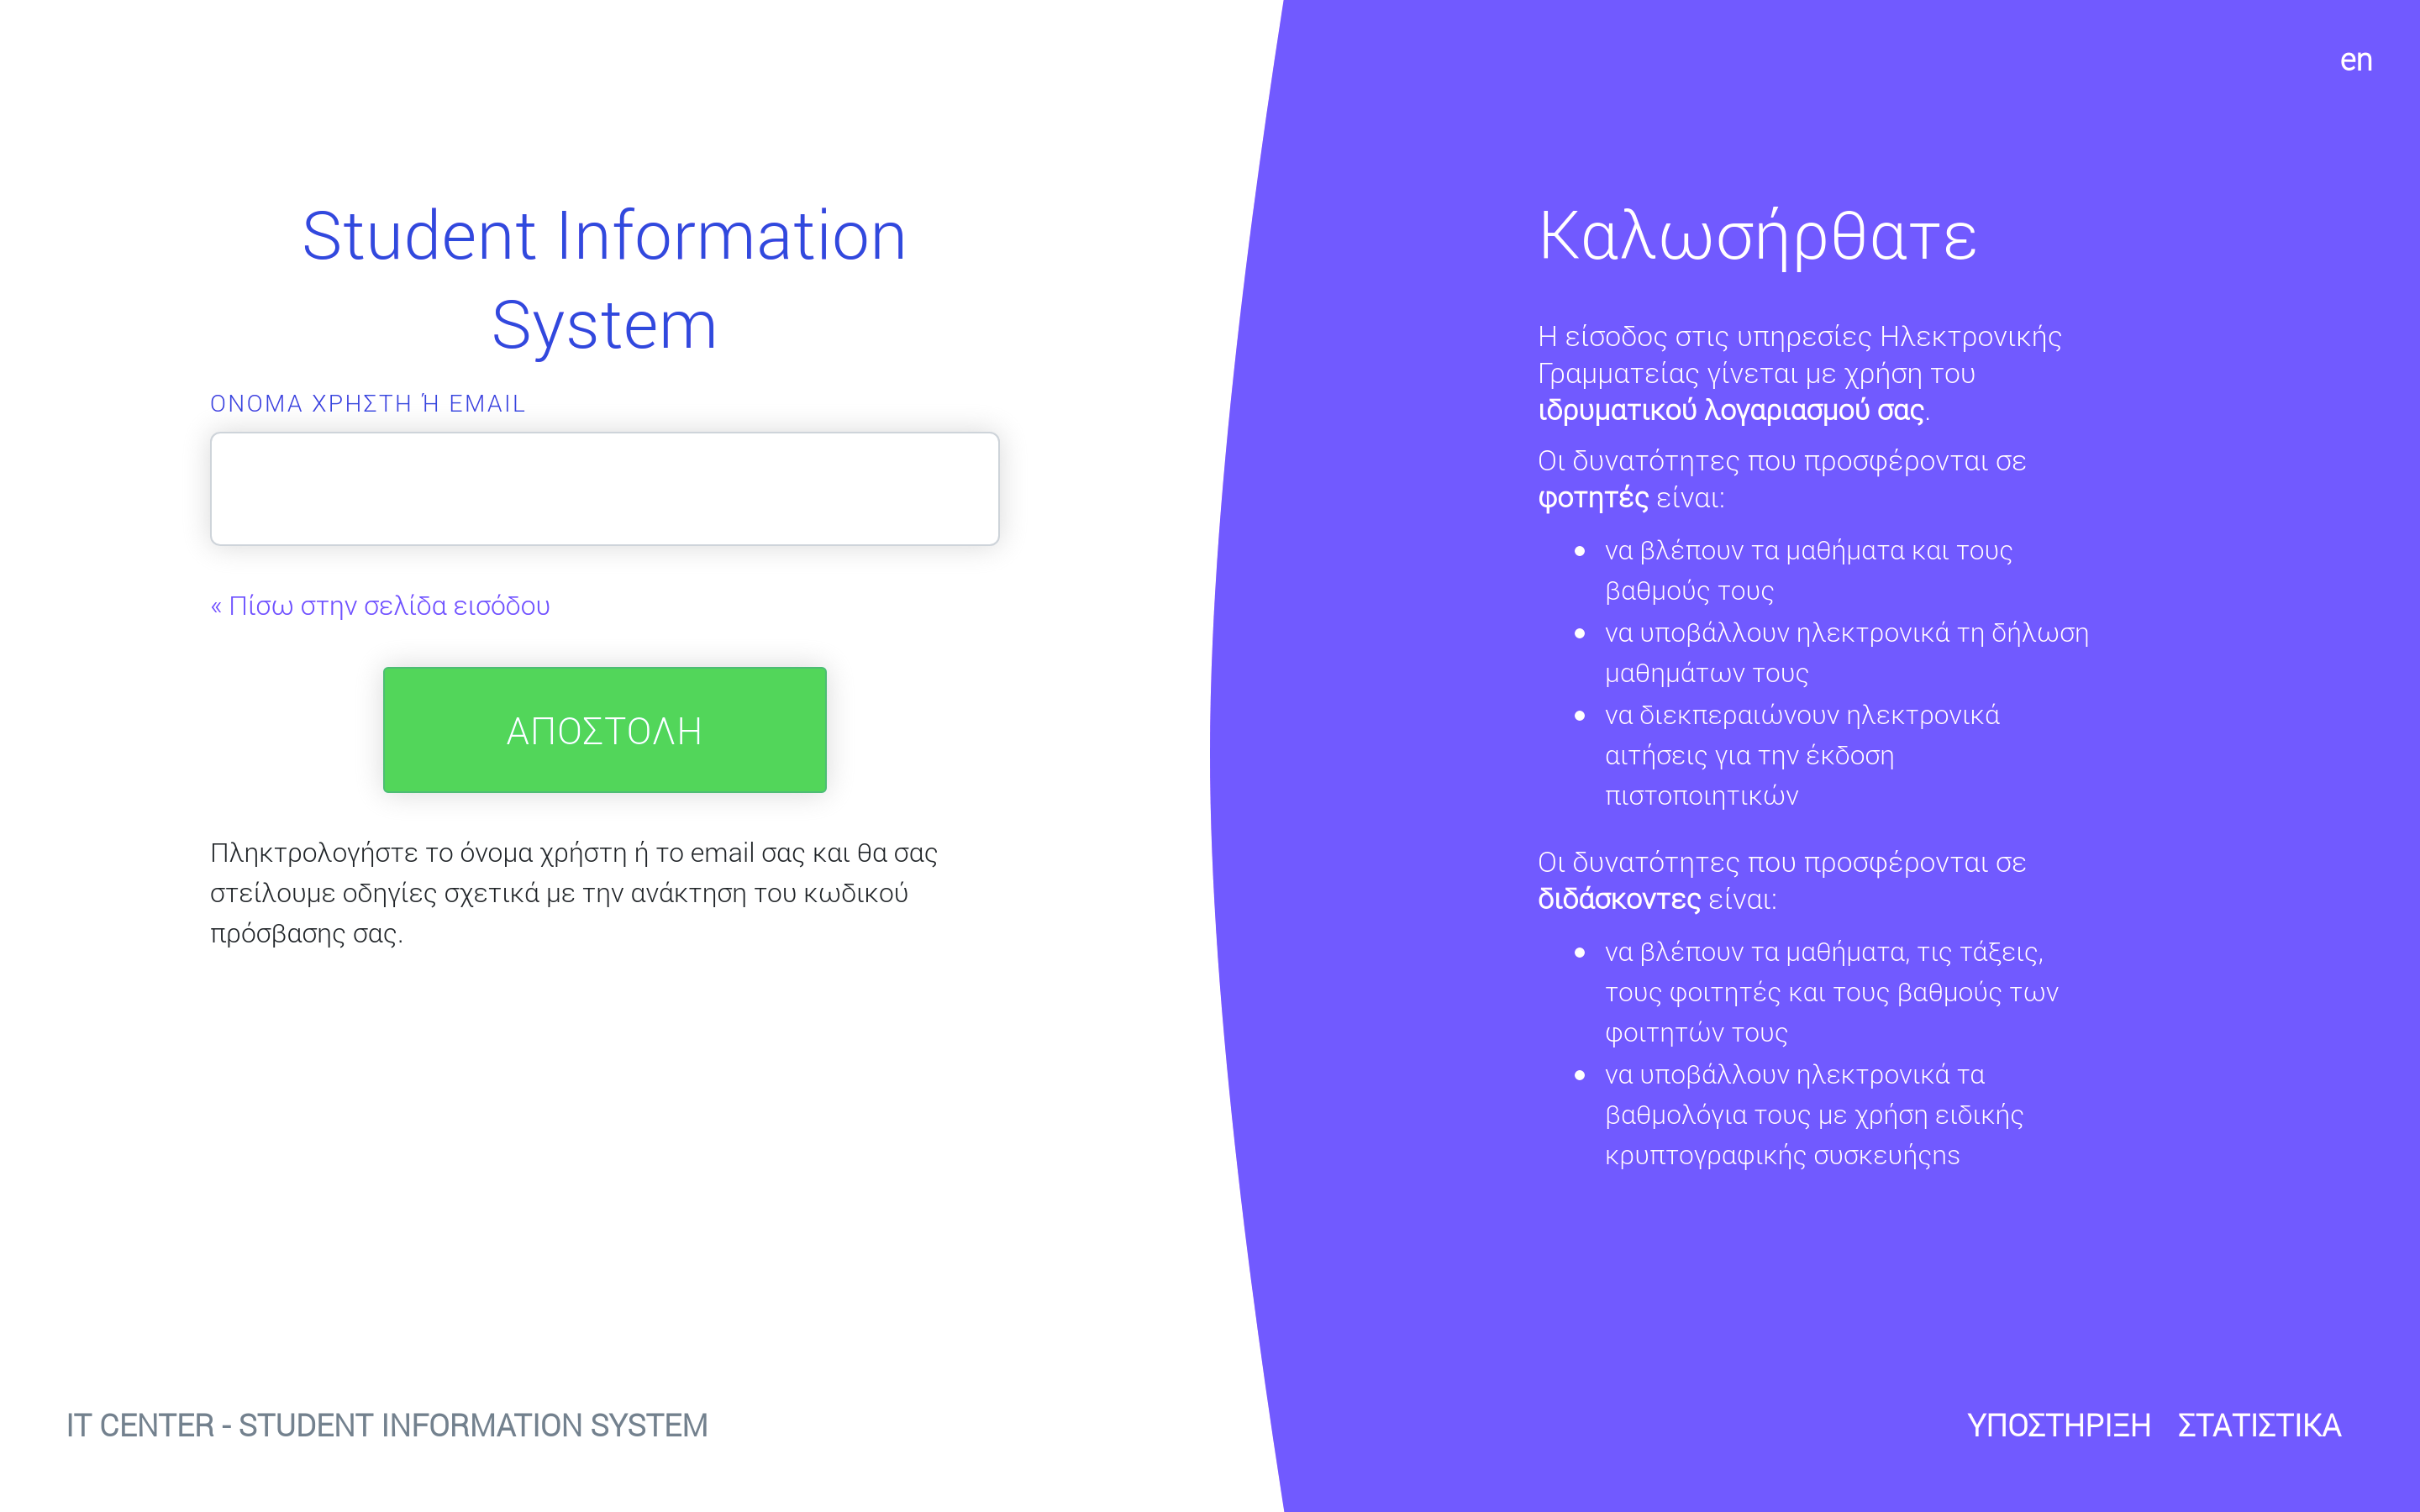 en
Student Information
System
ΟΝΟΜΑ ΧΡΗΣΤΗ Ή EMAIL
« Πίσω στην σελίδα εισόδου
ΑΠΟΣΤΟΛΗ
Πληκτρολογήστε το όνομα χρήστη ή το email σας και θα σας
στείλουμε οδηγίες σχετικά με την ανάκτηση του κωδικού
πρόσβασης σας.
Καλωσήρθατε
Η είσοδος στις υπηρεσίες Ηλεκτρονικής
Γραμματείας γίνεται με χρήση του
ιδρυματικού λογαριασμού σας.
Οι δυνατότητες που προσφέρονται σε
φοτητές είναι:
• να βλέπουν τα μαθήματα και τους
βαθμούς τους
• να υποβάλλουν ηλεκτρονικά τη δήλωση
μαθημάτων τους
• να διεκπεραιώνουν ηλεκτρονικά
αιτήσεις για την έκδοση
πιστοποιητικών
Οι δυνατότητες που προσφέρονται σε
διδάσκοντες είναι:
• να βλέπουν τα μαθήματα, τις τάξεις,
τους φοιτητές και τους βαθμούς των
φοιτητών τους
• να υποβάλλουν ηλεκτρονικά τα
βαθμολόγια τους με χρήση ειδικής
κρυπτογραφικής συσκευήςns
IT CENTER - STUDENT INFORMATION SYSTEM
ΥΠΟΣΤΗΡΙΞΗ ΣΤΑΤΙΣΤΙΚΑ